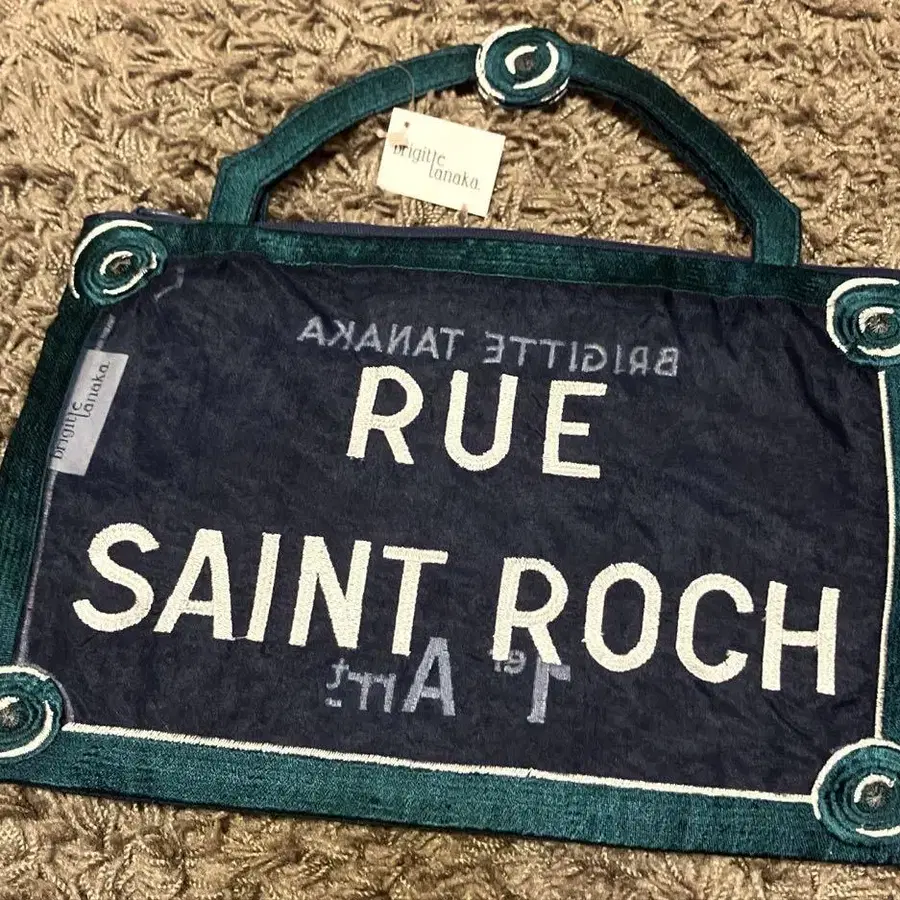 brigitte
tanaka.
BRIGITTE TANAKA
RUE
brigitte
tanaka.
SAINT ROCH
1er Arrt